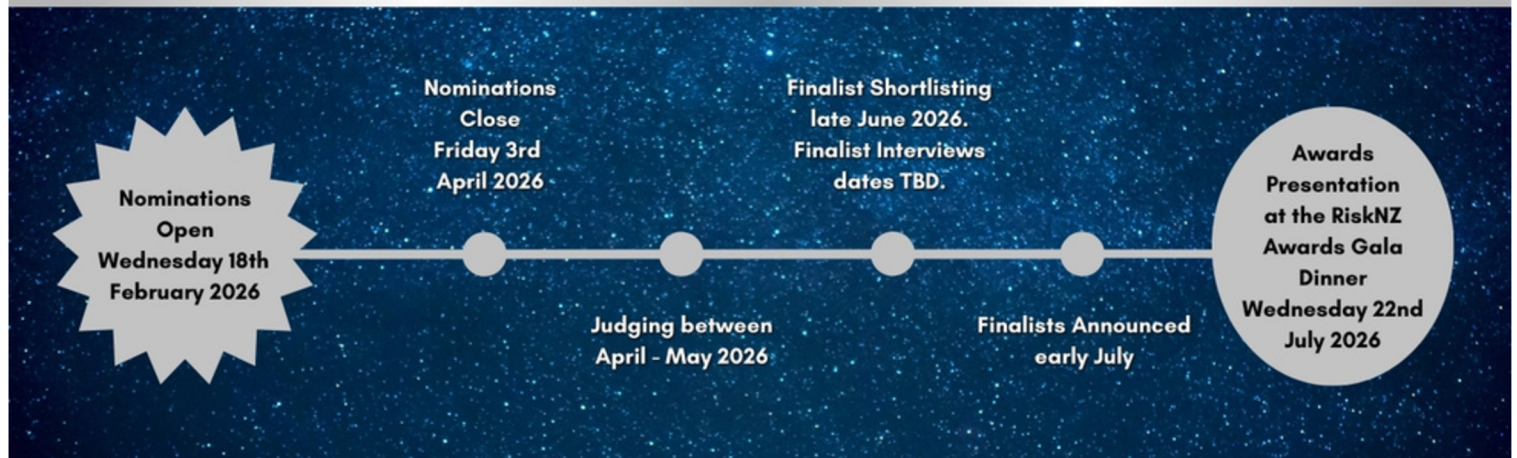 Nominations
Open
Wednesday 18th
February 2026
Nominations
Close
Friday 3rd
April 2026
Judging between
April - May 2026
Finalist Shortlisting
late June 2026.
Finalist Interviews
dates TBD.
Finalists Announced
early July
Awards
Presentation
at the RiskNZ
Awards Gala
Dinner
Wednesday 22nd
July 2026